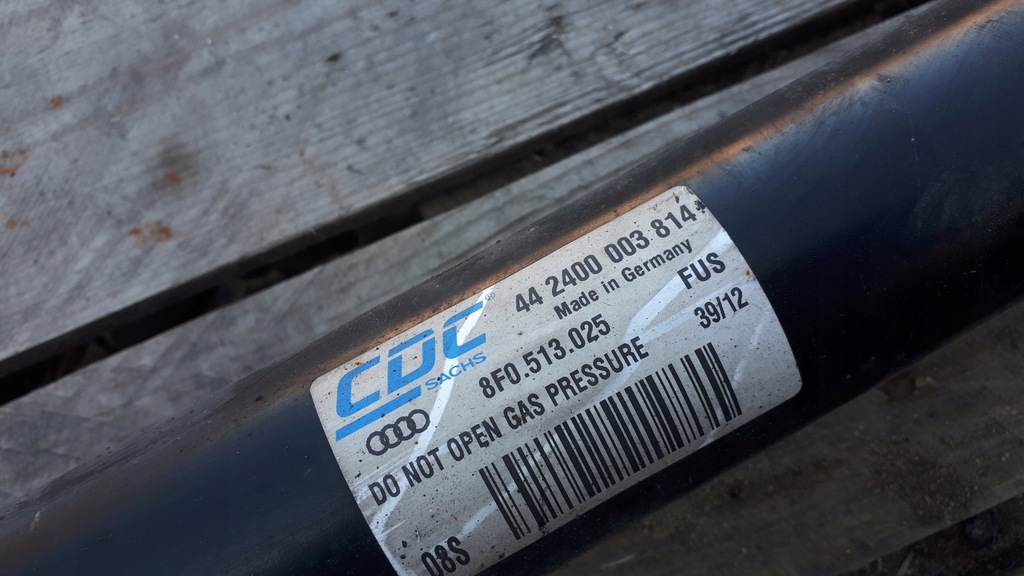 CDC®
SACHS
44 2400 003 814
Made in Germany
8F0.513.025
FUS
39/12
DO NOT OPEN GAS PRESSURE
08S